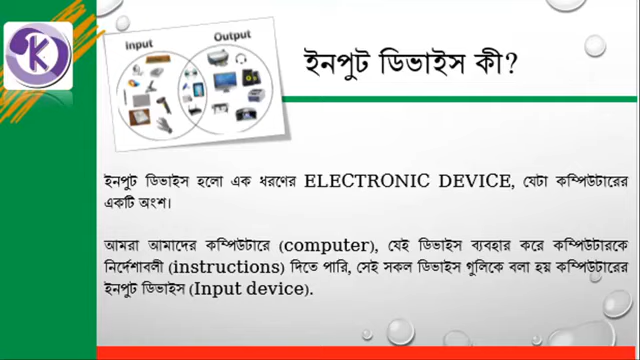 K
Input
Output
ইনপুট ডিভাইস কী?
ইনপুট ডিভাইস হলো এক ধরণের ELECTRONIC DEVICE, যেটা কম্পিউটারের
একটি অংশ।
আমরা আমাদের কম্পিউটারে (computer), যেই ডিভাইস ব্যবহার করে কম্পিউটারকে
নির্দেশাবলী (instructions) দিতে পারি, সেই সকল ডিভাইস গুলিকে বলা হয় কম্পিউটারের
ইনপুট ডিভাইস (Input device).